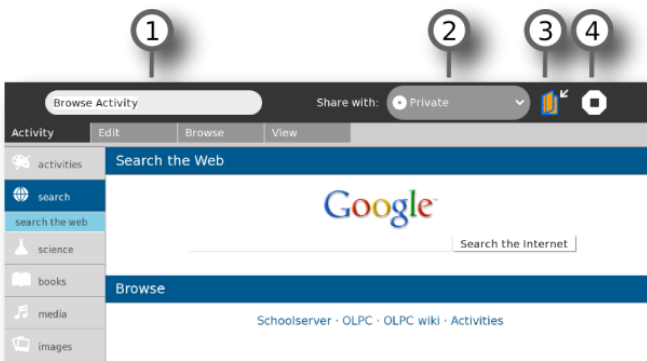 1 2 3 4
Browse Activity Share with: Private
Activity Edit Browse View
activities
search
search the web
science
books
media
images
Search the Web
Google
Search the Internet
Browse
Schoolserver · OLPC · OLPC wiki · Activities